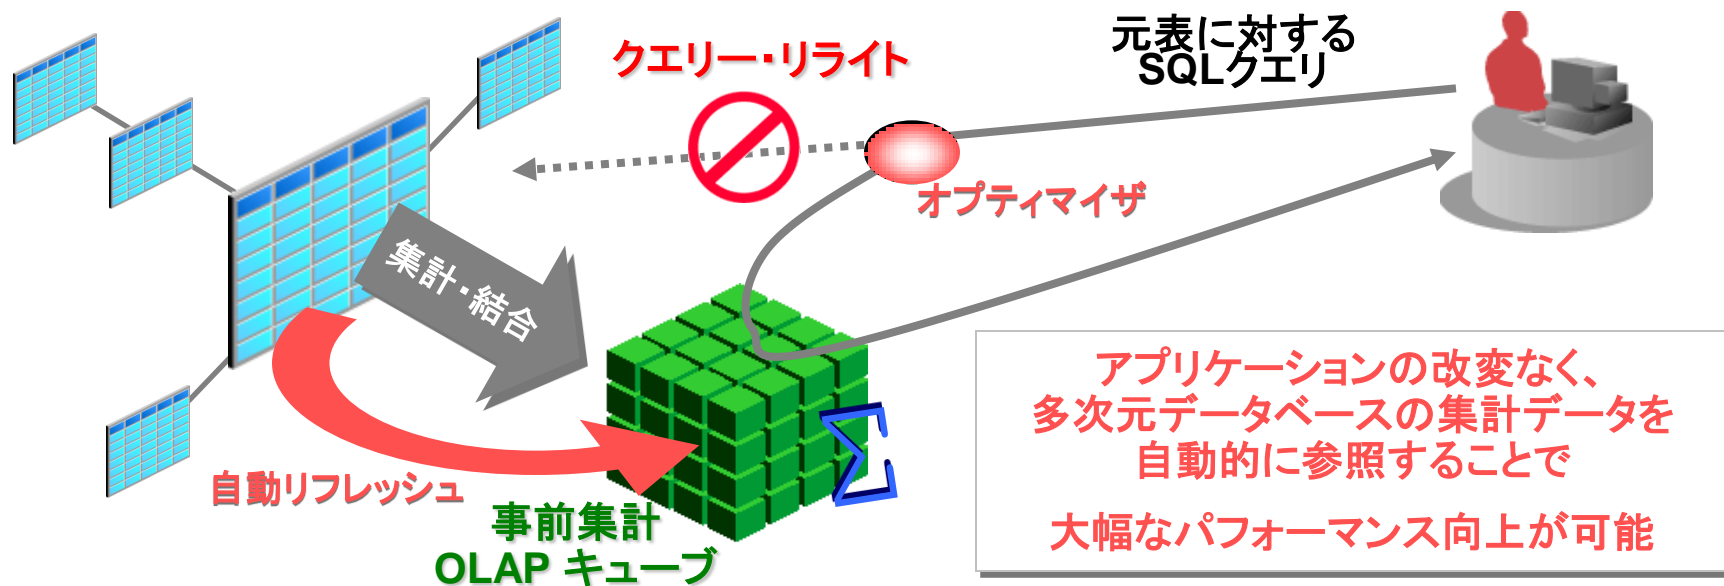 クエリー・リライト
元表に対する
SQLクエリ
オプティマイザ
集計・結合
自動リフレッシュ
事前集計
OLAP キューブ
アプリケーションの改変なく、
多次元データベースの集計データを
自動的に参照することで
大幅なパフォーマンス向上が可能